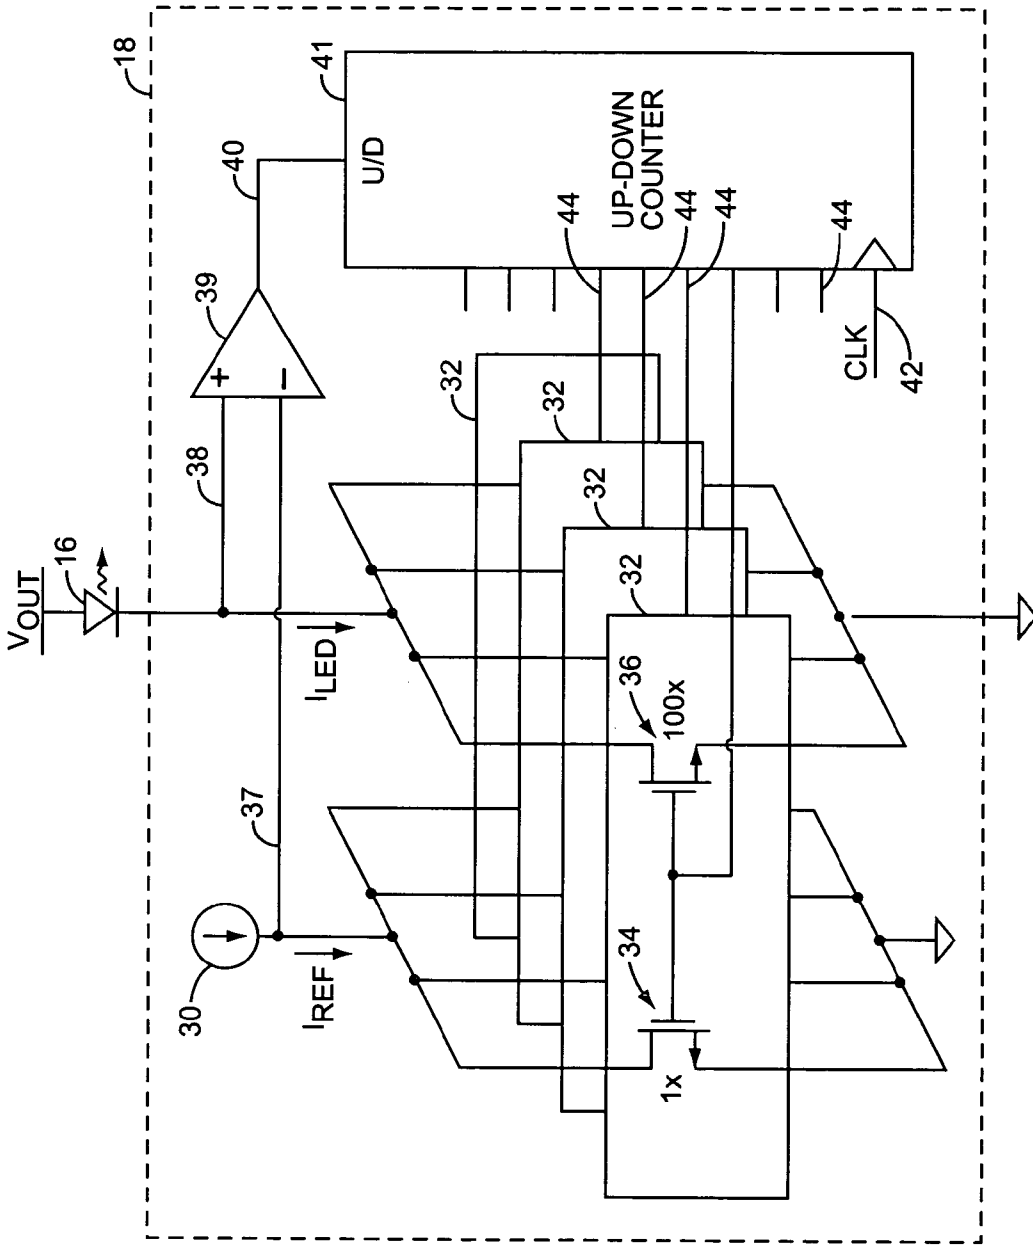 18
V_OUT
16
38
39
40
41
U/D
UP-DOWN
COUNTER
44
44
44
44
CLK
42
37
30
I_REF
I_LED
32
32
32
32
34
1x
36
100x
+
−